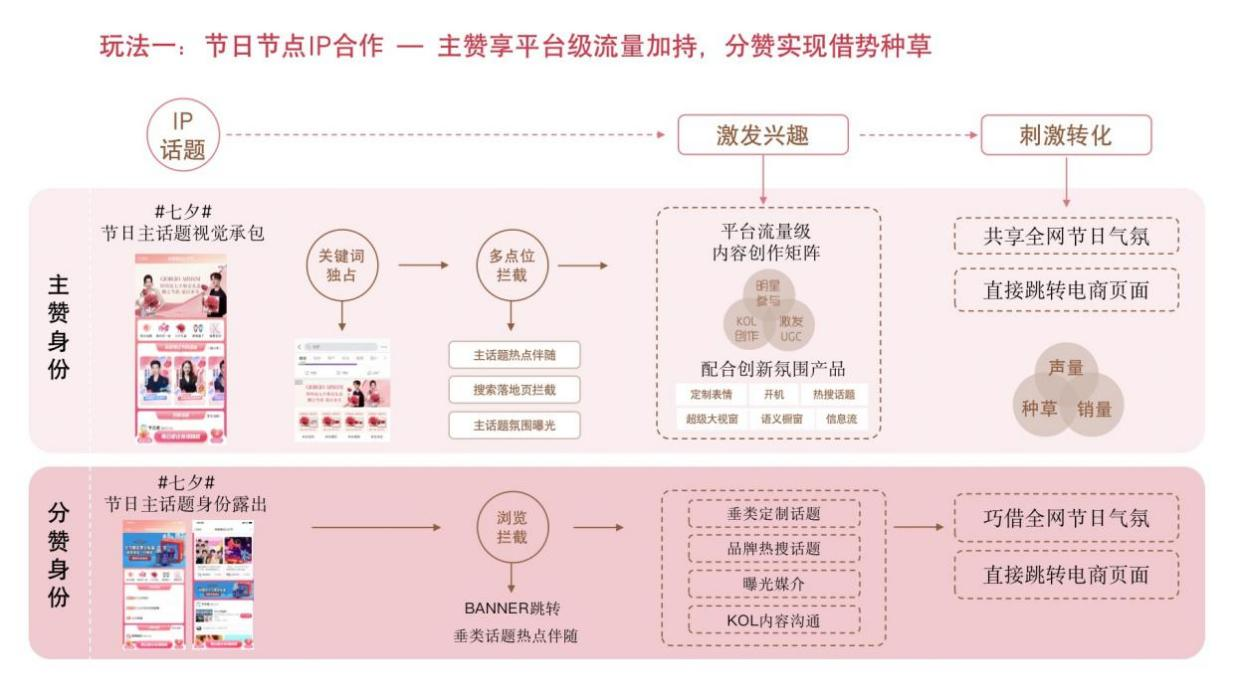 玩法一：节日节点IP合作 — 主赞享平台级流量加持，分赞实现借势种草
IP
话题
激发兴趣
刺激转化
主赞身份
#七夕#
节日主话题视觉承包
GIORGIO ARMANI
关键词
独占
多点位
拦截
主话题热点伴随
搜索落地页拦截
主话题氛围曝光
平台流量级
内容创作矩阵
明星
参与
KOL
创作
激发
UGC
配合创新氛围产品
定制表情
开机
热搜话题
超级大视窗
语义橱窗
信息流
共享全网节日气氛
直接跳转电商页面
声量
种草
销量
分赞身份
#七夕#
节日主话题身份露出
浏览
拦截
BANNER跳转
垂类话题热点伴随
垂类定制话题
品牌热搜话题
曝光媒介
KOL内容沟通
巧借全网节日气氛
直接跳转电商页面